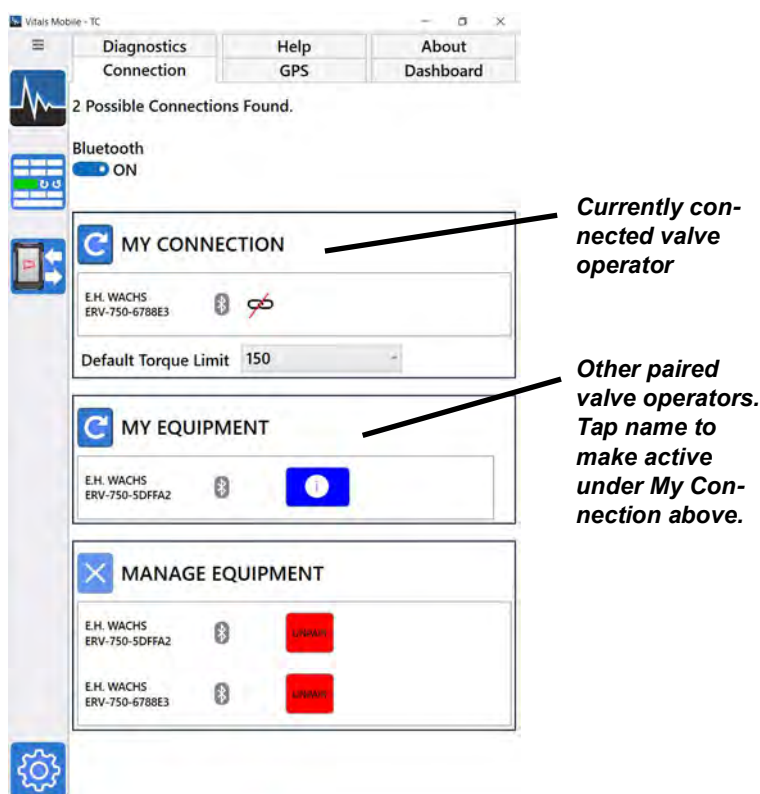 Vitals Mobile - TC
Diagnostics Help About
Connection GPS Dashboard
2 Possible Connections Found.
Bluetooth
ON
MY CONNECTION
E.H. WACHS
ERV-750-6788E3
Default Torque Limit 150
MY EQUIPMENT
E.H. WACHS
ERV-750-5DFFA2
i
MANAGE EQUIPMENT
E.H. WACHS
ERV-750-5DFFA2
UNPAIR
E.H. WACHS
ERV-750-6788E3
UNPAIR
Currently con-
nected valve
operator
Other paired
valve operators.
Tap name to
make active
under My Con-
nection above.